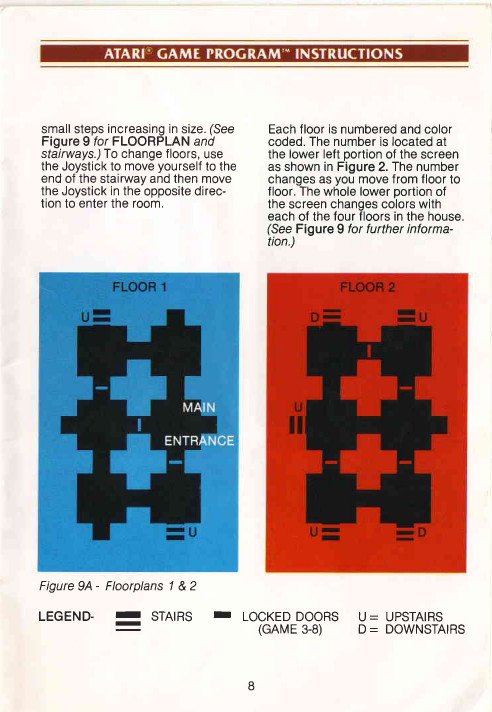 ATARI® GAME PROGRAM™ INSTRUCTIONS
small steps increasing in size. (See
Figure 9 for FLOORPLAN and
stairways.) To change floors, use
the Joystick to move yourself to the
end of the stairway and then move
the Joystick in the opposite direc-
tion to enter the room.
Each floor is numbered and color
coded. The number is located at
the lower left portion of the screen
as shown in Figure 2. The number
changes as you move from floor to
floor. The whole lower portion of
the screen changes colors with
each of the four floors in the house.
(See Figure 9 for further informa-
tion.)
FLOOR 1
U
MAIN
ENTRANCE
U
FLOOR 2
D
U
U
U
D
Figure 9A - Floorplans 1 & 2
LEGEND- STAIRS LOCKED DOORS U = UPSTAIRS
(GAME 3-8) D = DOWNSTAIRS
8